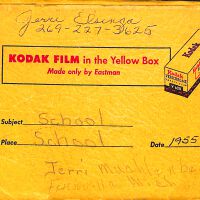 Jerri Elsinga
269-227-3625
KODAK FILM in the Yellow Box
Made only by Eastman
Kodak
Subject School
Place School Date 1955
Jerri